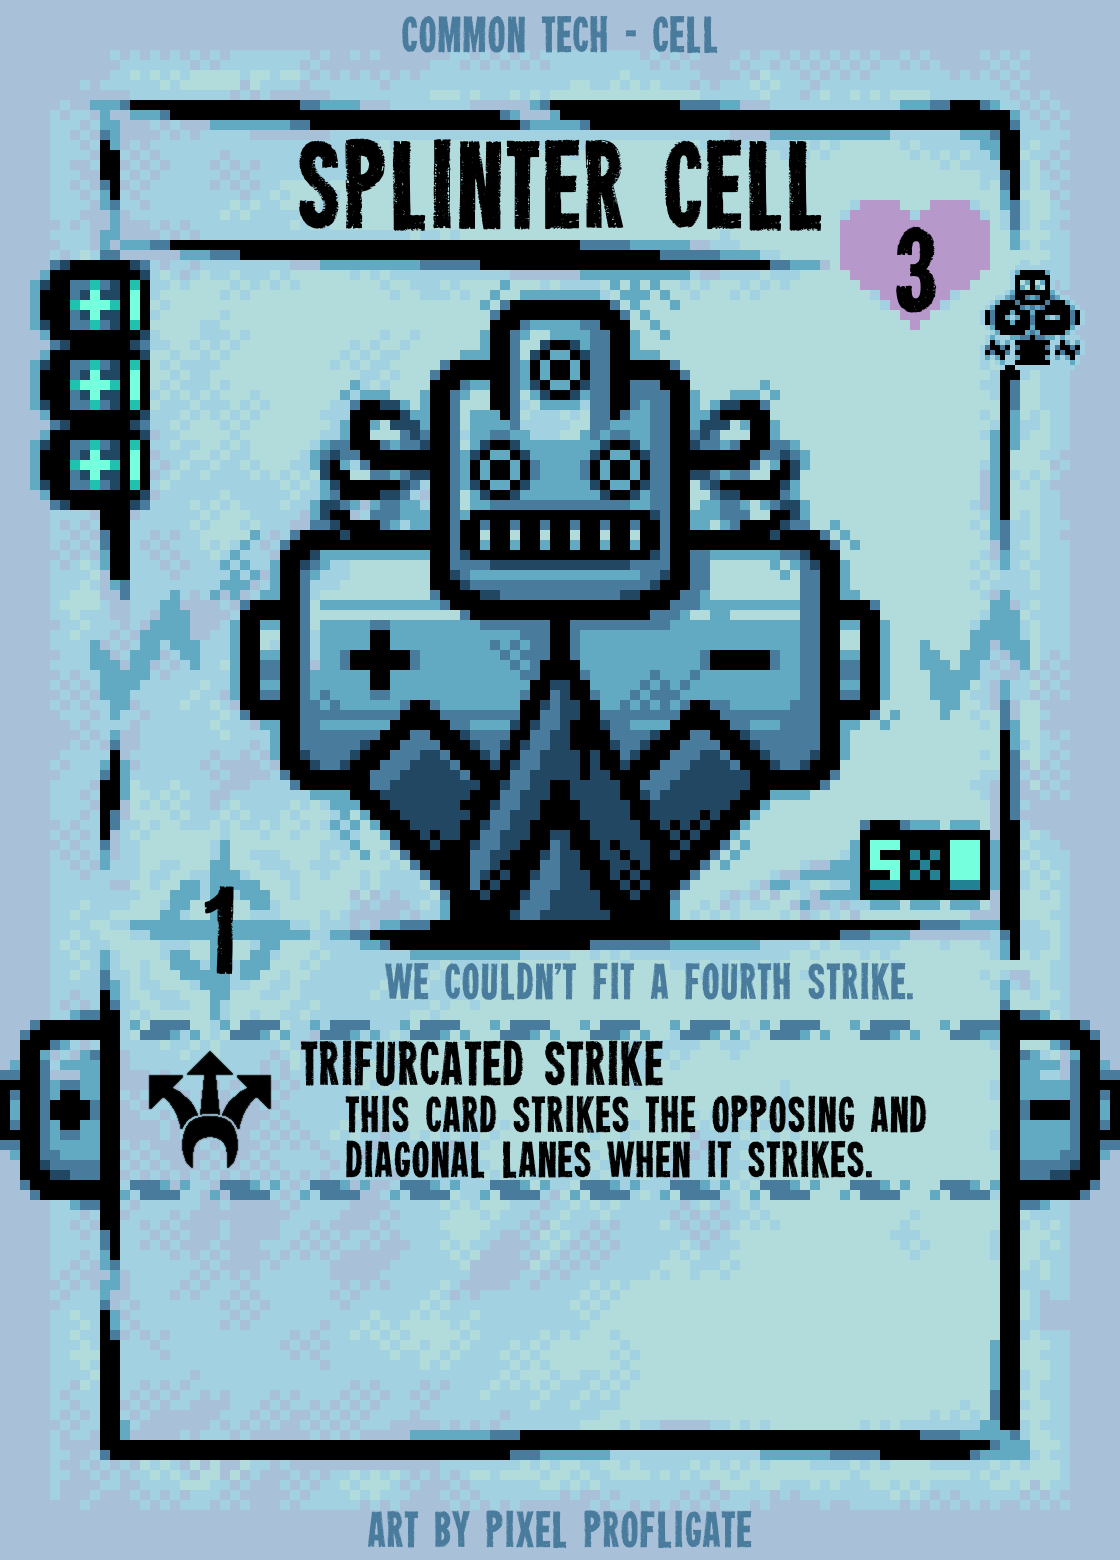 COMMON TECH - CELL
SPLINTER CELL
3
+
-
5x
1
WE COULDN'T FIT A FOURTH STRIKE.
TRIFURCATED STRIKE
THIS CARD STRIKES THE OPPOSING AND
DIAGONAL LANES WHEN IT STRIKES.
ART BY PIXEL PROFLIGATE